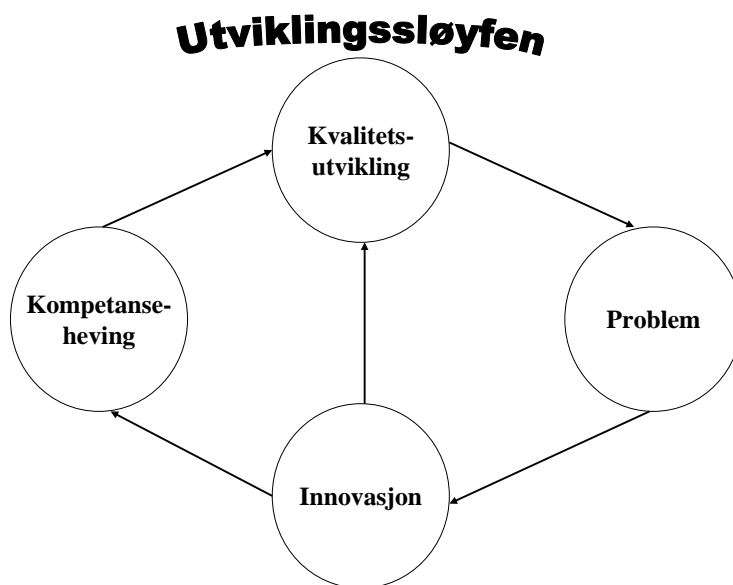 Utviklingssløyfen
Kvalitets-
utvikling
Kompetanse-
heving
Problem
Innovasjon